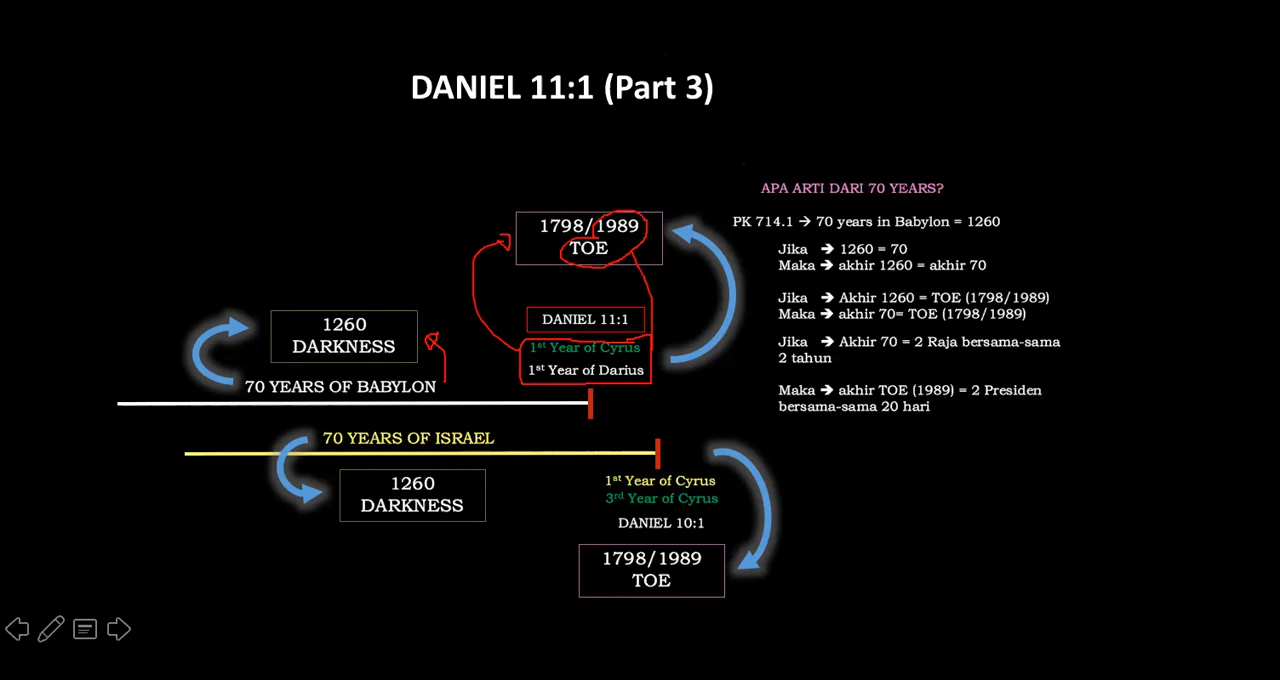 DANIEL 11:1 (Part 3)
1798/1989
TOE
DANIEL 11:1
1st Year of Cyrus
1st Year of Darius
1260
DARKNESS
70 YEARS OF BABYLON
70 YEARS OF ISRAEL
1260
DARKNESS
1st Year of Cyrus
3rd Year of Cyrus
DANIEL 10:1
1798/1989
TOE
APA ARTI DARI 70 YEARS?
PK 714.1 → 70 years in Babylon = 1260
Jika → 1260 = 70
Maka → akhir 1260 = akhir 70
Jika → Akhir 1260 = TOE (1798/1989)
Maka → akhir 70= TOE (1798/1989)
Jika → Akhir 70 = 2 Raja bersama-sama
2 tahun
Maka → akhir TOE (1989) = 2 Presiden
bersama-sama 20 hari